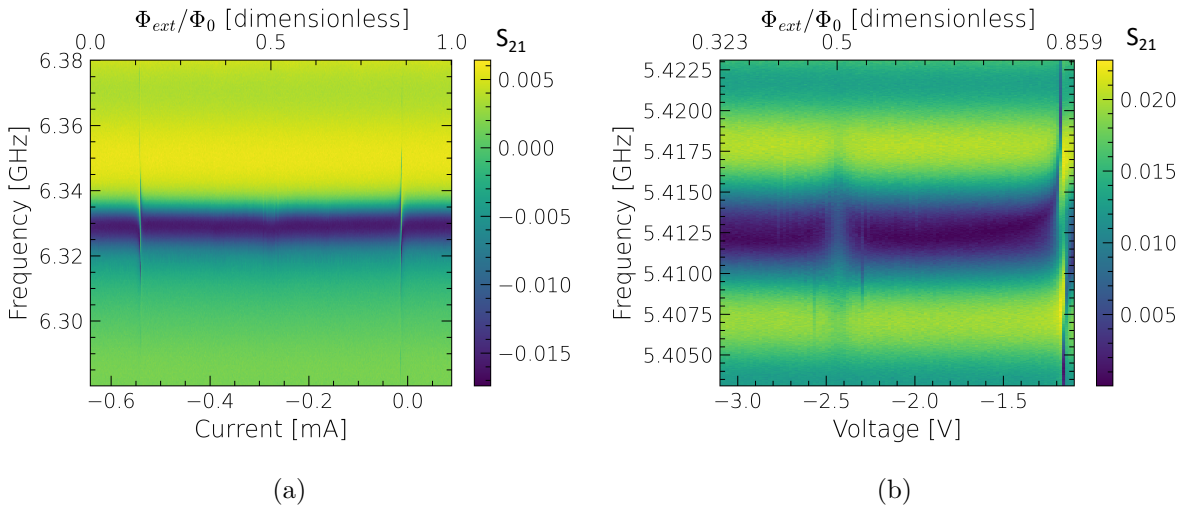 Φext/Φ0 [dimensionless]
0.0 0.5 1.0
S21
6.38
6.36
6.34
6.32
6.30
Frequency [GHz]
0.005
0.000
−0.005
−0.010
−0.015
−0.6 −0.4 −0.2 0.0
Current [mA]
(a)
Φext/Φ0 [dimensionless]
0.323 0.5 0.859
S21
5.4225
5.4200
5.4175
5.4150
5.4125
5.4100
5.4075
5.4050
Frequency [GHz]
0.020
0.015
0.010
0.005
−3.0 −2.5 −2.0 −1.5
Voltage [V]
(b)